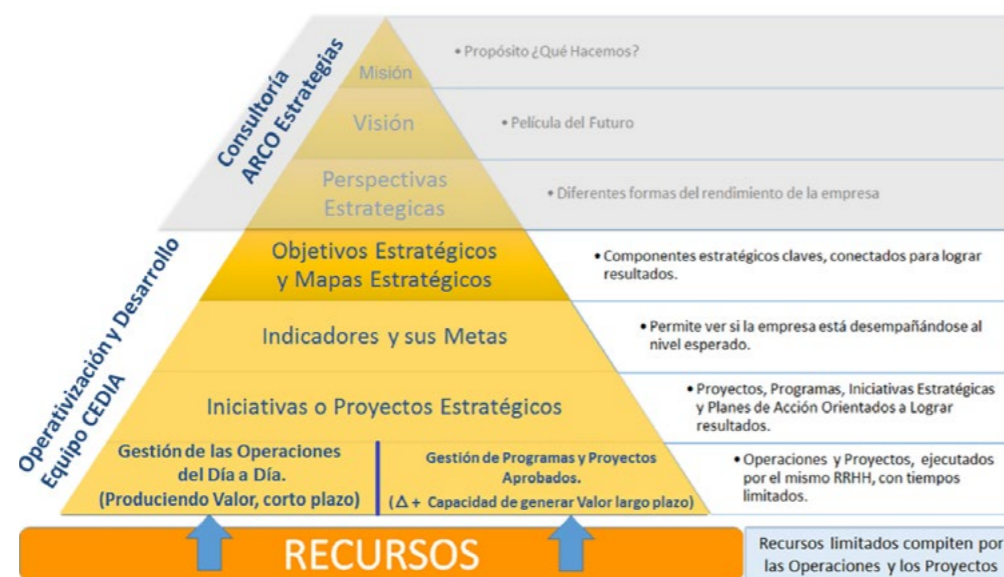 Consultoría
ARCO Estrategias
Misión
• Propósito ¿Qué Hacemos?
Visión
• Película del Futuro
Perspectivas
Estrategicas
• Diferentes formas del rendimiento de la empresa
Operativización y Desarrollo
Equipo CEDIA
Objetivos Estratégicos
y Mapas Estratégicos
• Componentes estratégicos claves, conectados para lograr
resultados.
Indicadores y sus Metas
• Permite ver si la empresa está desempañándose al
nivel esperado.
Iniciativas o Proyectos Estratégicos
• Proyectos, Programas, Iniciativas Estratégicas
y Planes de Acción Orientados a Lograr
resultados.
Gestión de las Operaciones
del Día a Día.
(Produciendo Valor, corto plazo)
Gestión de Programas y Proyectos
Aprobados.
(Δ + Capacidad de generar Valor largo plazo)
• Operaciones y Proyectos, ejecutados
por el mismo RRHH, con tiempos
limitados.
RECURSOS
Recursos limitados compiten por
las Operaciones y los Proyectos